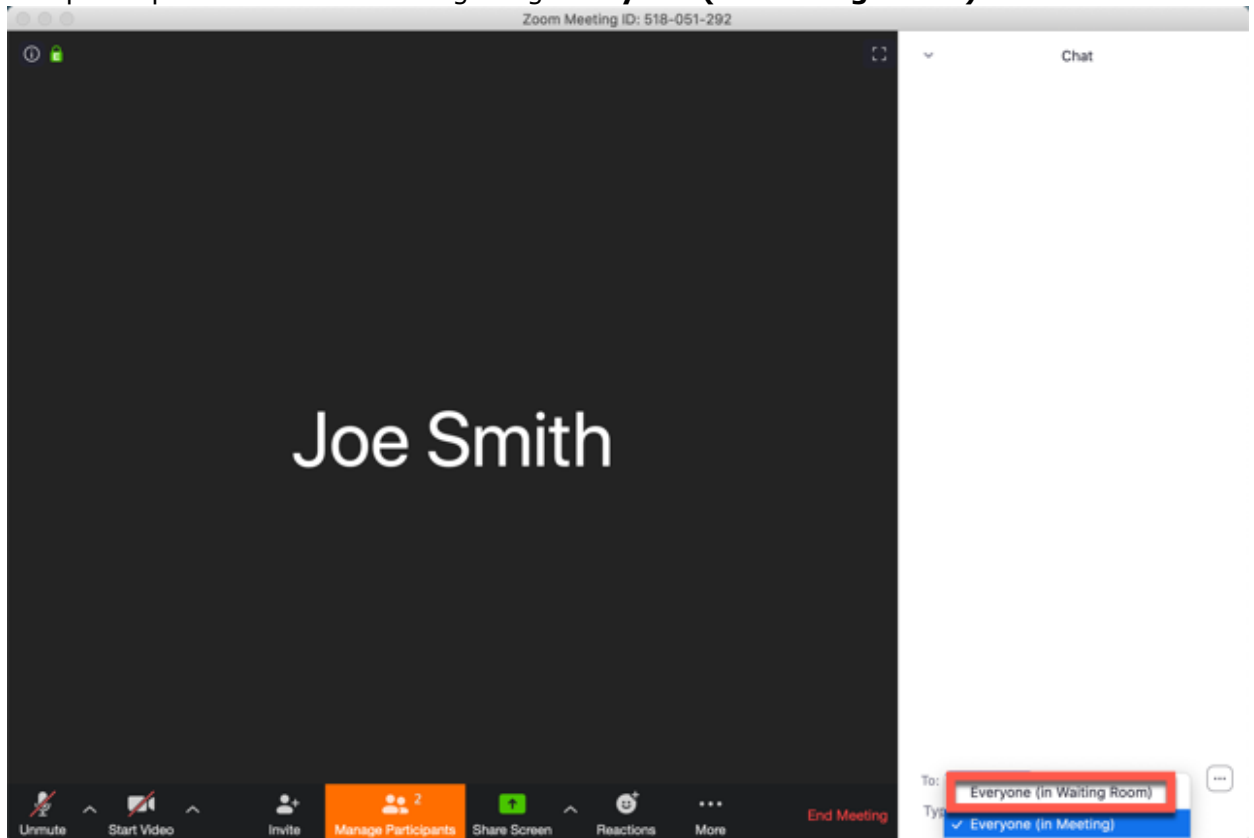 Zoom Meeting ID: 518-051-292
Chat
Joe Smith
To:
Everyone (in Waiting Room)
Typ
✓ Everyone (in Meeting)
2
Unmute Start Video Invite Manage Participants Share Screen Reactions More End Meeting